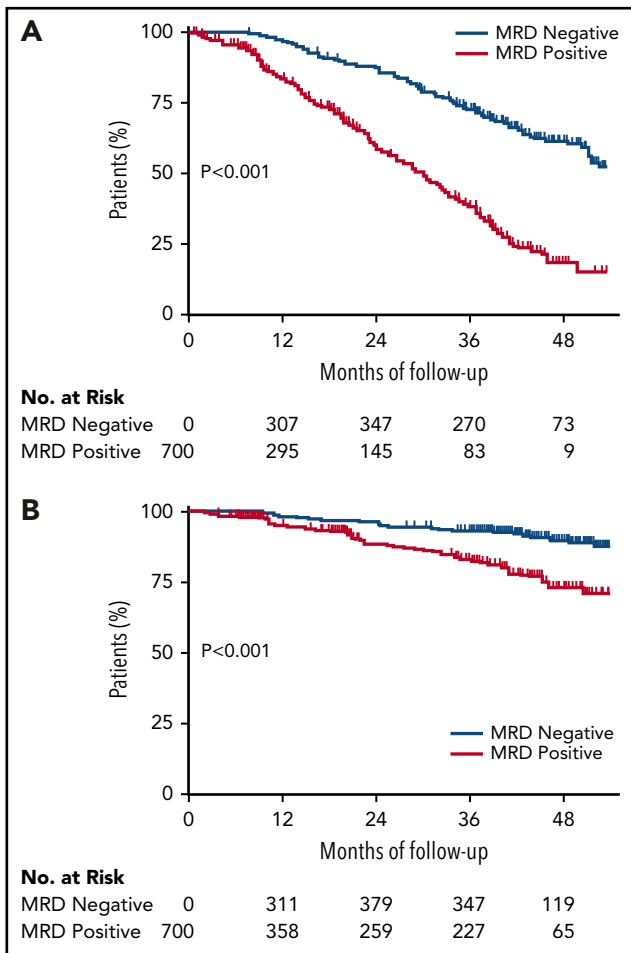 A
MRD Negative
MRD Positive
100
75
50
25
0
Patients (%)
P<0.001
0 12 24 36 48
Months of follow-up
No. at Risk
MRD Negative 0 307 347 270 73
MRD Positive 700 295 145 83 9
B
100
75
50
25
0
Patients (%)
P<0.001
MRD Negative
MRD Positive
0 12 24 36 48
Months of follow-up
No. at Risk
MRD Negative 0 311 379 347 119
MRD Positive 700 358 259 227 65